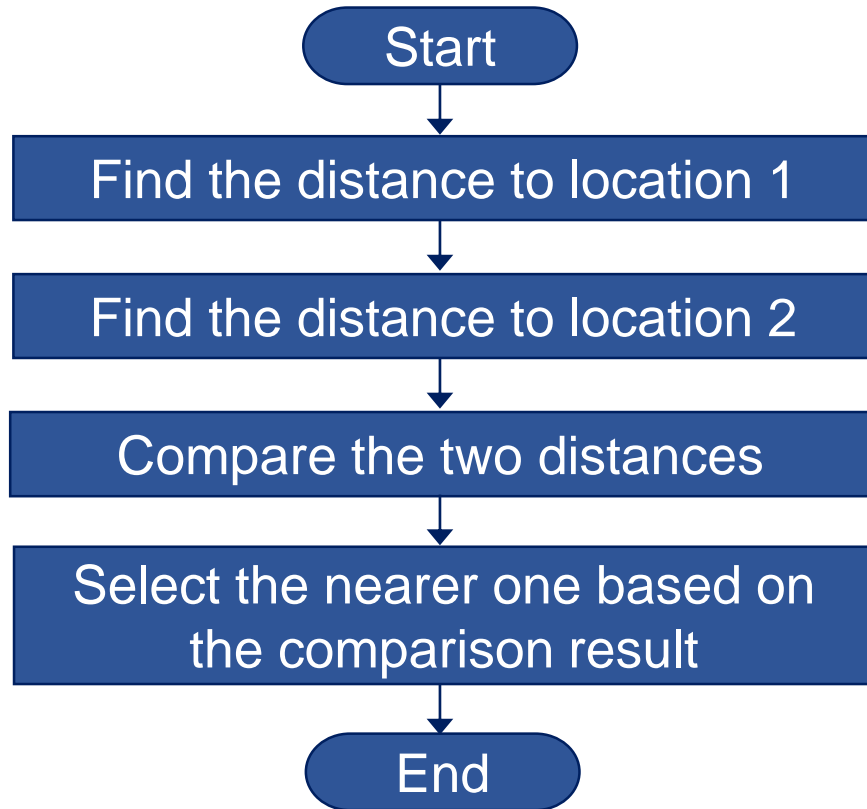 Start
Find the distance to location 1
Find the distance to location 2
Compare the two distances
Select the nearer one based on
the comparison result
End